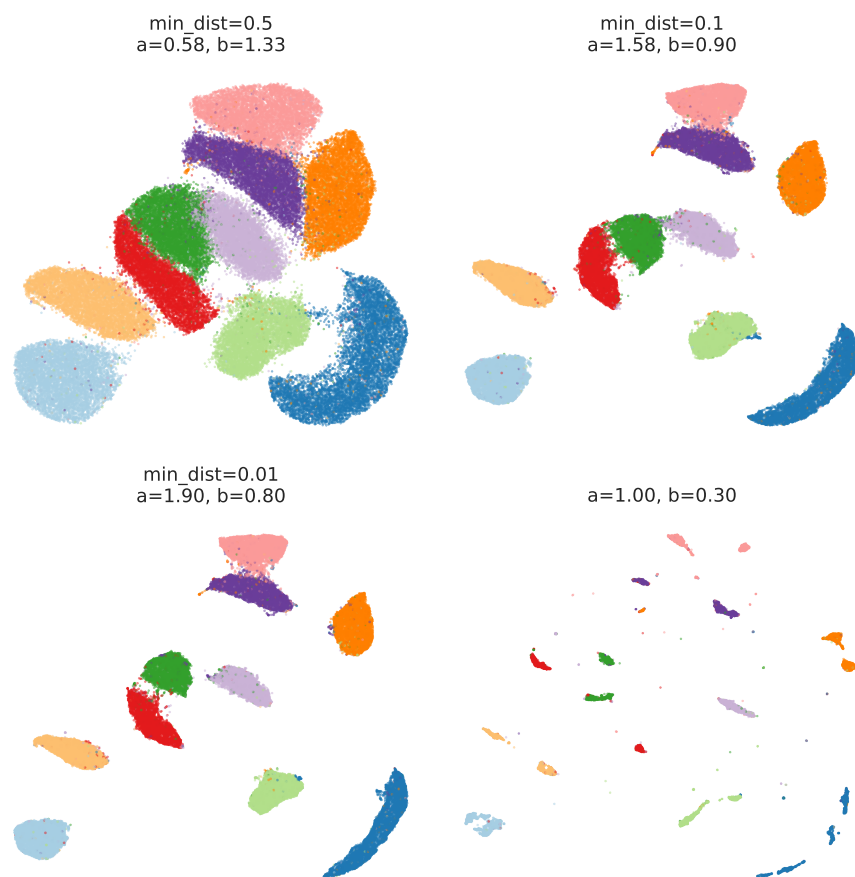 min_dist=0.5
a=0.58, b=1.33
min_dist=0.1
a=1.58, b=0.90
min_dist=0.01
a=1.90, b=0.80
a=1.00, b=0.30